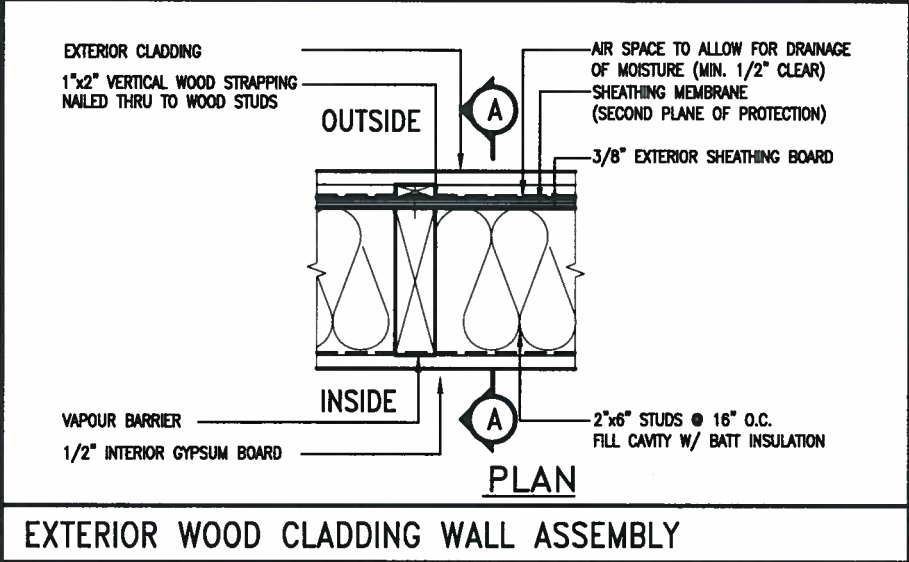 EXTERIOR CLADDING
1"x2" VERTICAL WOOD STRAPPING
NAILED THRU TO WOOD STUDS
OUTSIDE
A
AIR SPACE TO ALLOW FOR DRAINAGE
OF MOISTURE (MIN. 1/2" CLEAR)
SHEATHING MEMBRANE
(SECOND PLANE OF PROTECTION)
3/8" EXTERIOR SHEATHING BOARD
INSIDE
A
VAPOUR BARRIER
1/2" INTERIOR GYPSUM BOARD
2"x6" STUDS @ 16" O.C.
FILL CAVITY W/ BATT INSULATION
PLAN
EXTERIOR WOOD CLADDING WALL ASSEMBLY